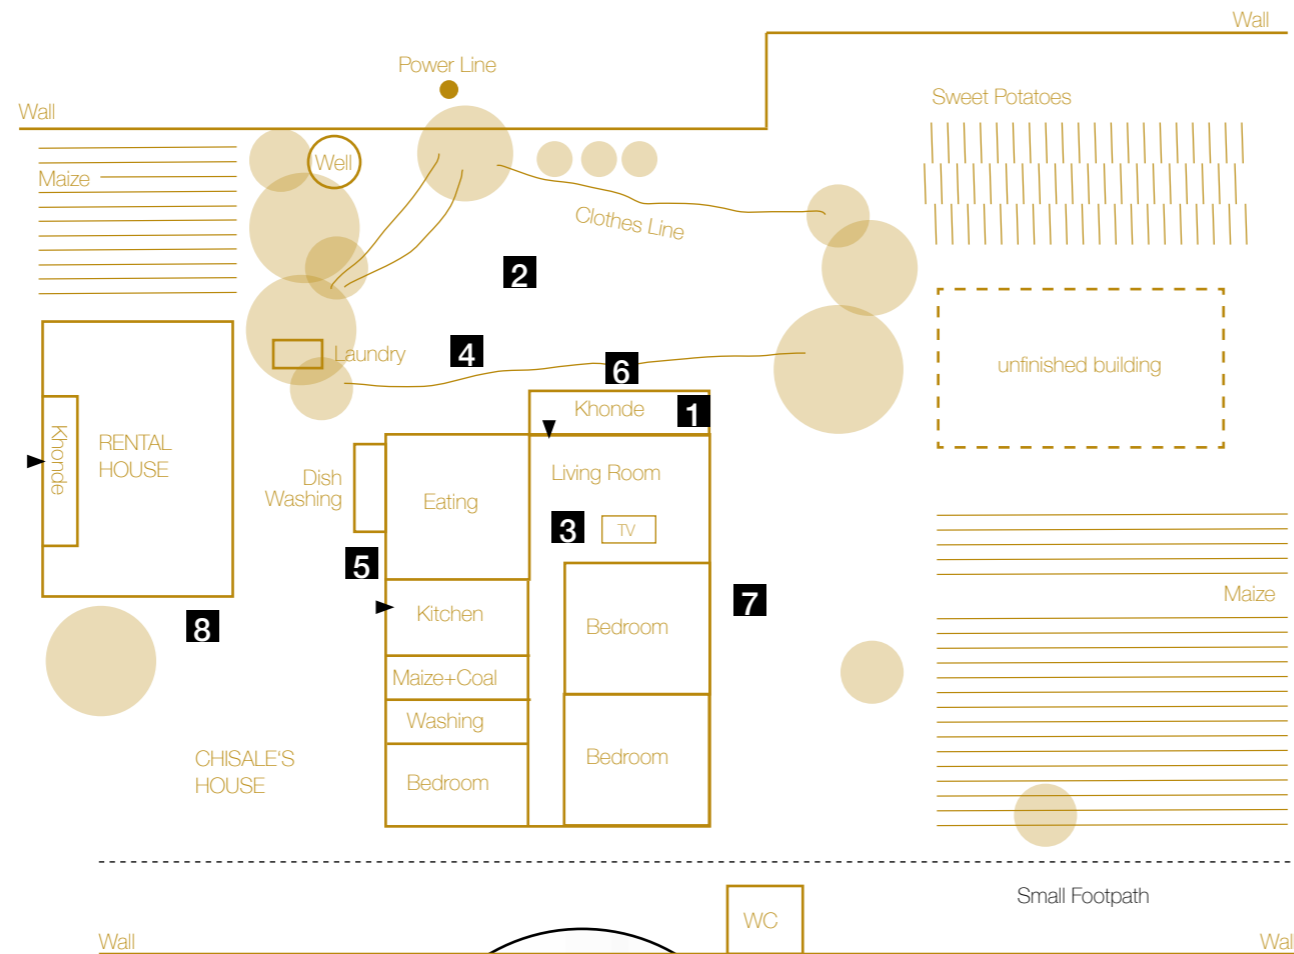 Wall
Power Line
Sweet Potatoes
Wall
Well
Maize
Clothes Line
2
4
Laundry
6
unfinished building
Khonde
1
Khonde
RENTAL
HOUSE
Living Room
Dish
Washing
Eating
3
TV
5
7
Maize
Kitchen
8
Bedroom
Maize+Coal
Washing
CHISALE'S
HOUSE
Bedroom
Bedroom
Small Footpath
WC
Wall
Wal